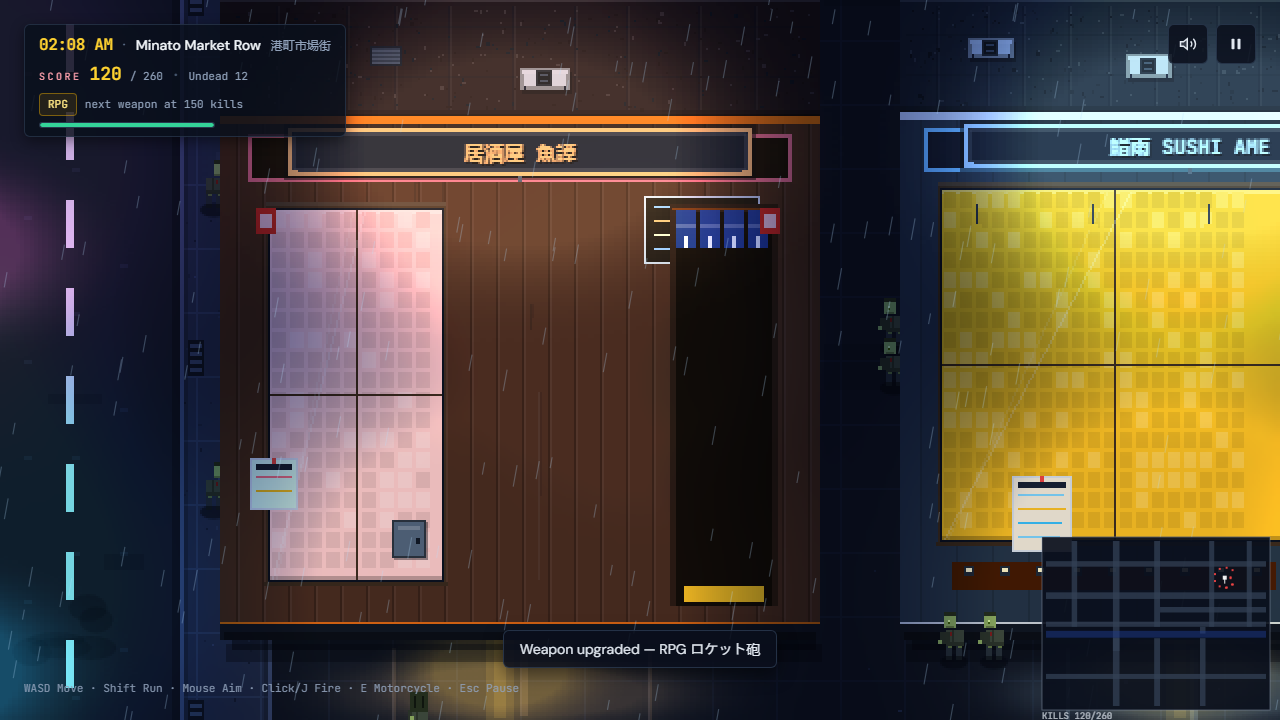 02:08 AM · Minato Market Row 港町市場街
SCORE 120 / 260 · Undead 12
RPG next weapon at 150 kills
居酒屋 魚譚
鮨雨 SUSHI AME
Weapon upgraded — RPG ロケット砲
WASD Move · Shift Run · Mouse Aim · Click/J Fire · E Motorcycle · Esc Pause
KILLS 120/260